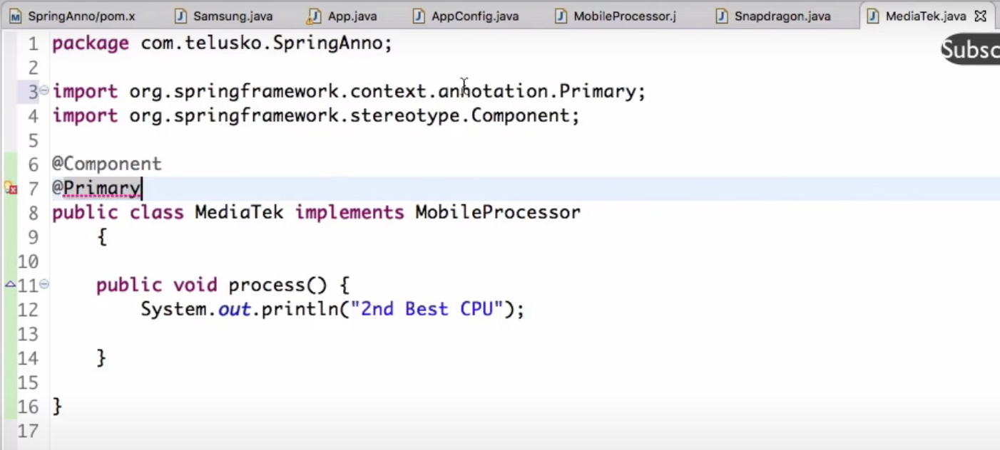 SpringAnno/pom.x Samsung.java App.java AppConfig.java MobileProcessor.j Snapdragon.java MediaTek.java
Subsc
1 package com.telusko.SpringAnno;
2
3 import org.springframework.context.annotation.Primary;
4 import org.springframework.stereotype.Component;
5
6 @Component
7 @Primary
8 public class MediaTek implements MobileProcessor
9 {
10
11 public void process() {
12 System.out.println("2nd Best CPU");
13
14 }
15
16 }
17